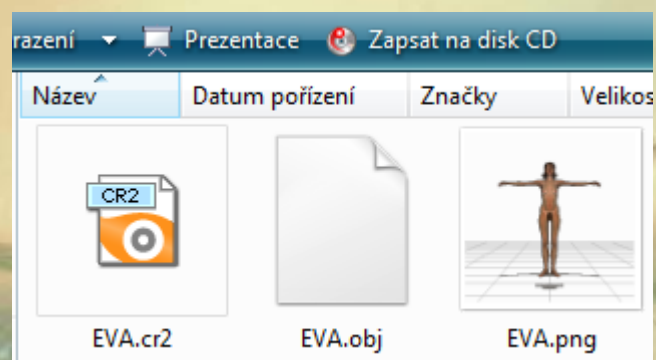 razení Prezentace Zapsat na disk CD
Název Datum pořízení Značky Velikos
CR2
EVA.cr2 EVA.obj EVA.png